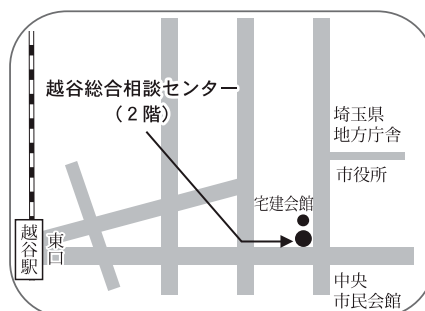 越谷総合相談センター
（２階）
埼玉県
地方庁舎
市役所
宅建会館
越谷駅
東口
中央
市民会館